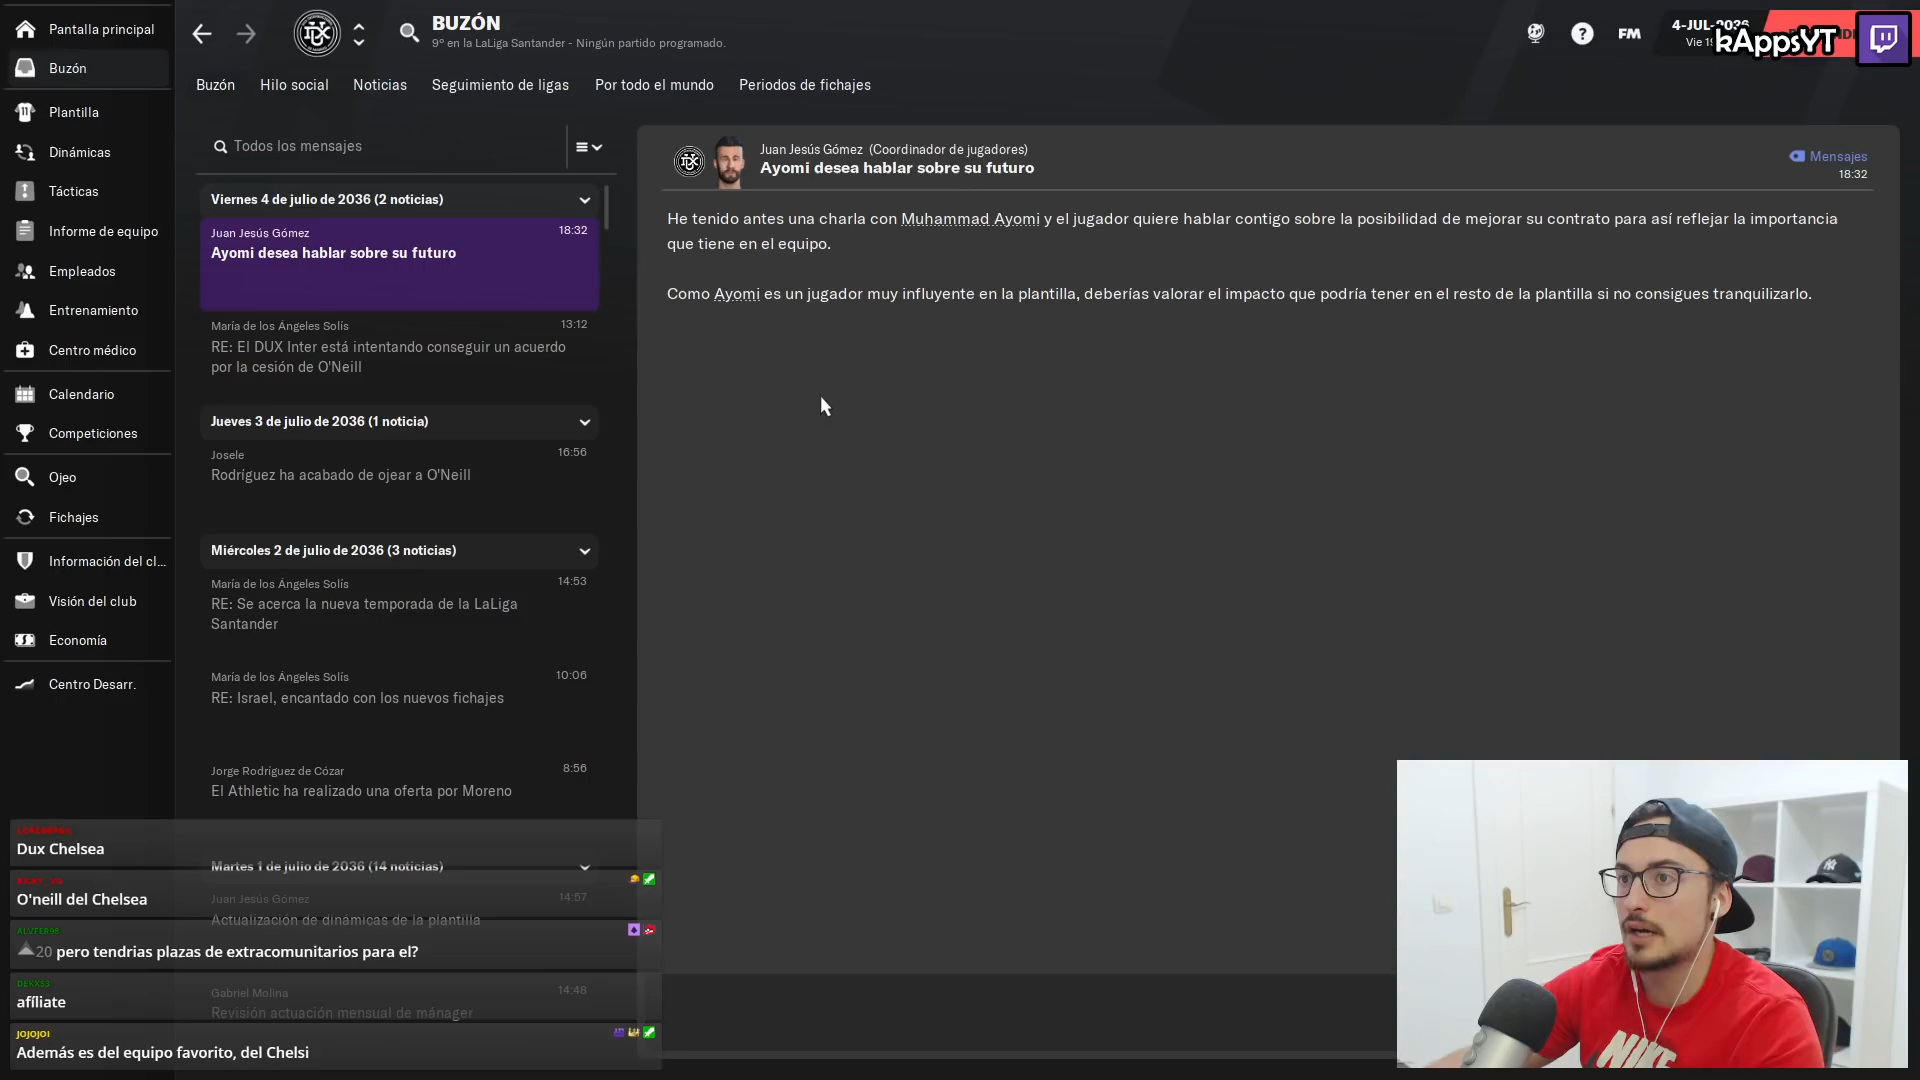 Pantalla principal
Buzón
Plantilla
Dinámicas
Tácticas
Informe de equipo
Empleados
Entrenamiento
Centro médico
Calendario
Competiciones
Ojeo
Fichajes
Información del cl...
Visión del club
Economía
Centro Desarr.
BUZÓN
9º en la LaLiga Santander - Ningún partido programado.
FM
4-JUL-2036
Vie
kAppsYT
Buzón
Hilo social
Noticias
Seguimiento de ligas
Por todo el mundo
Periodos de fichajes
Todos los mensajes
Viernes 4 de julio de 2036 (2 noticias)
Juan Jesús Gómez
18:32
Ayomi desea hablar sobre su futuro
María de los Ángeles Solís
13:12
RE: El DUX Inter está intentando conseguir un acuerdo
por la cesión de O'Neill
Jueves 3 de julio de 2036 (1 noticia)
Josele
16:56
Rodríguez ha acabado de ojear a O'Neill
Miércoles 2 de julio de 2036 (3 noticias)
María de los Ángeles Solís
14:53
RE: Se acerca la nueva temporada de la LaLiga
Santander
María de los Ángeles Solís
10:06
RE: Israel, encantado con los nuevos fichajes
Jorge Rodríguez de Cózar
8:56
El Athletic ha realizado una oferta por Moreno
Martes 1 de julio de 2036 (14 noticias)
Juan Jesús Gómez
14:57
Actualización de dinámicas de la plantilla
Gabriel Molina
14:48
Revisión actuación mensual de mánager
Juan Jesús Gómez (Coordinador de jugadores)
Ayomi desea hablar sobre su futuro
Mensajes
18:32
He tenido antes una charla con Muhammad Ayomi y el jugador quiere hablar contigo sobre la posibilidad de mejorar su contrato para así reflejar la importancia
que tiene en el equipo.
Como Ayomi es un jugador muy influyente en la plantilla, deberías valorar el impacto que podría tener en el resto de la plantilla si no consigues tranquilizarlo.
Dux Chelsea
O'neill del Chelsea
ALVFER98
20 pero tendrias plazas de extracomunitarios para el?
DEKXS3
afíliate
JOJOJOI
Además es del equipo favorito, del Chelsi
NIKE